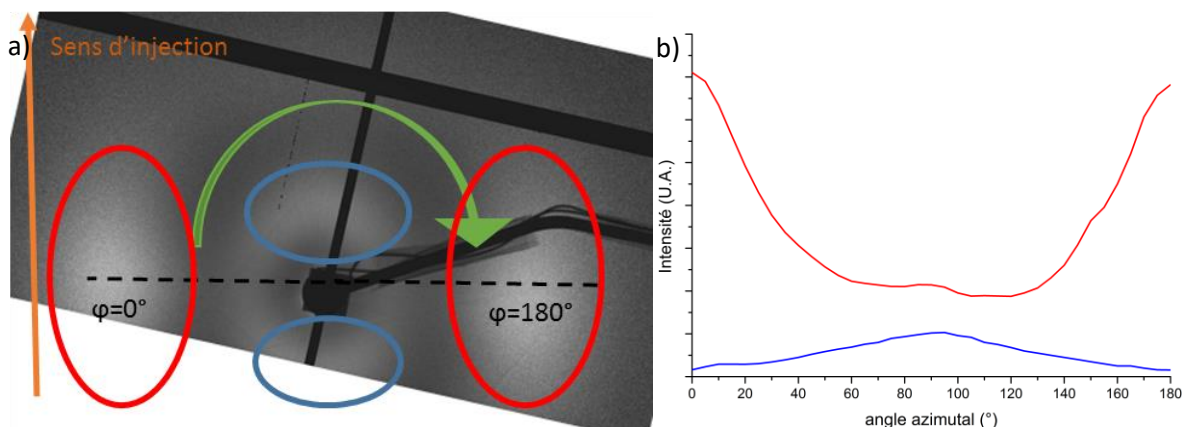 a)
Sens d’injection
φ=0°
φ=180°
b)
Intensité (U.A.)
0 20 40 60 80 100 120 140 160 180
angle azimutal (°)